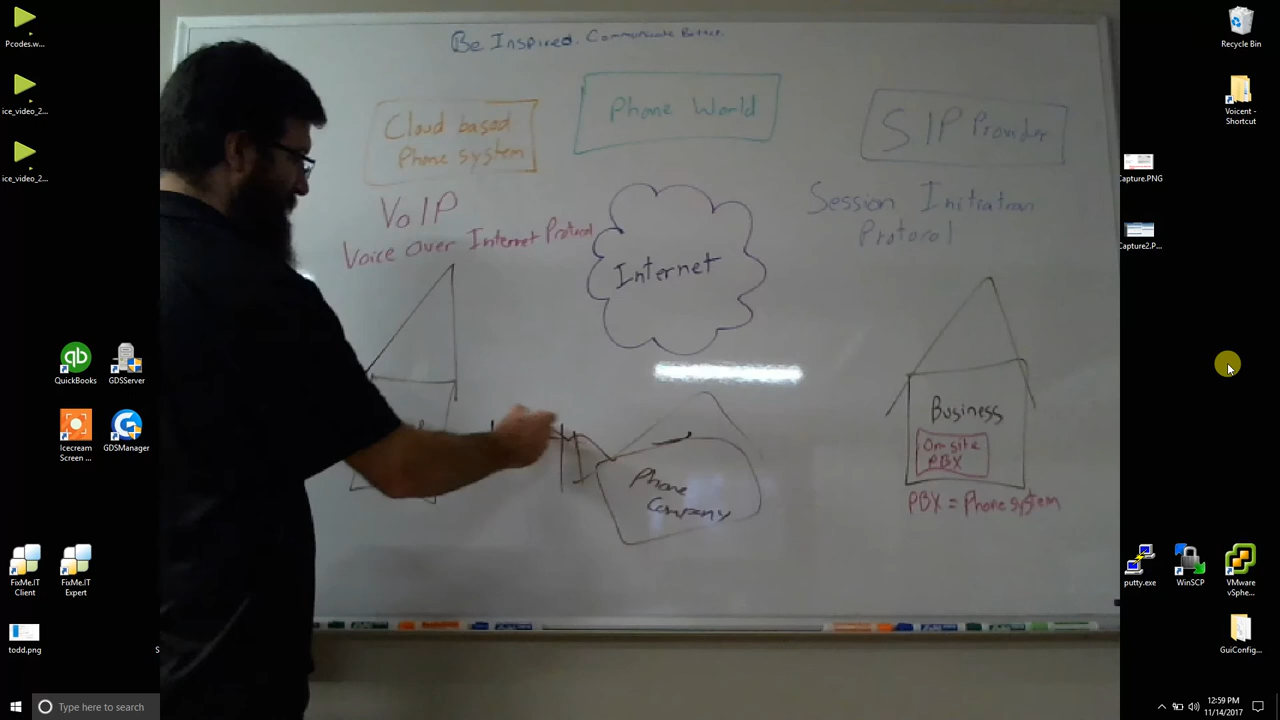 Be Inspired. Communicate Better.
Phone World
Cloud based
Phone system
SIP Provider
VoIP
Voice Over Internet Protocol
Session Initiation
Protocol
Internet
Business
On site
PBX
PBX = Phone system
Phone
Company
Pcodes.w...
ice_video_2...
ice_video_2...
QuickBooks
GDSServer
Icecream
Screen ...
GDSManager
FixMe.IT
Client
FixMe.IT
Expert
todd.png
S
Recycle Bin
Voicent -
Shortcut
Capture.PNG
Capture2.P...
putty.exe
WinSCP
VMware
vSphe...
GuiConfig...
Type here to search
12:59 PM
11/14/2017